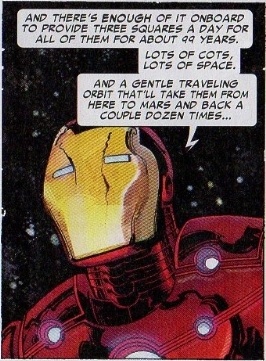 AND THERE'S ENOUGH OF IT ONBOARD
TO PROVIDE THREE SQUARES A DAY FOR
ALL OF THEM FOR ABOUT 99 YEARS.
LOTS OF COTS,
LOTS OF SPACE.
AND A GENTLE TRAVELING
ORBIT THAT'LL TAKE THEM FROM
HERE TO MARS AND BACK A
COUPLE DOZEN TIMES...